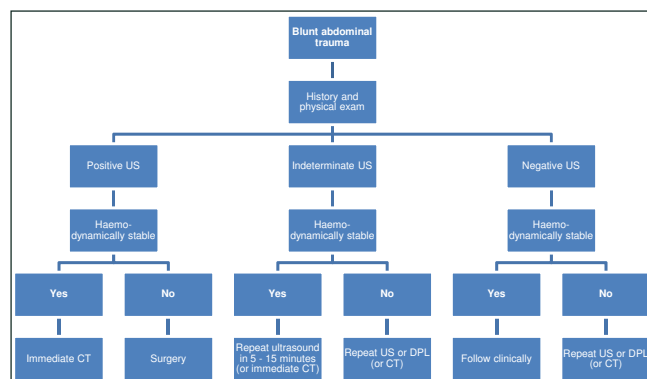 Blunt abdominal
trauma
History and
physical exam
Positive US
Indeterminate US
Negative US
Haemo-
dynamically stable
Haemo-
dynamically stable
Haemo-
dynamically stable
Yes
No
Yes
No
Yes
No
Immediate CT
Surgery
Repeat ultrasound
in 5 - 15 minutes
(or immediate CT)
Repeat US or DPL
(or CT)
Follow clinically
Repeat US or DPL
(or CT)